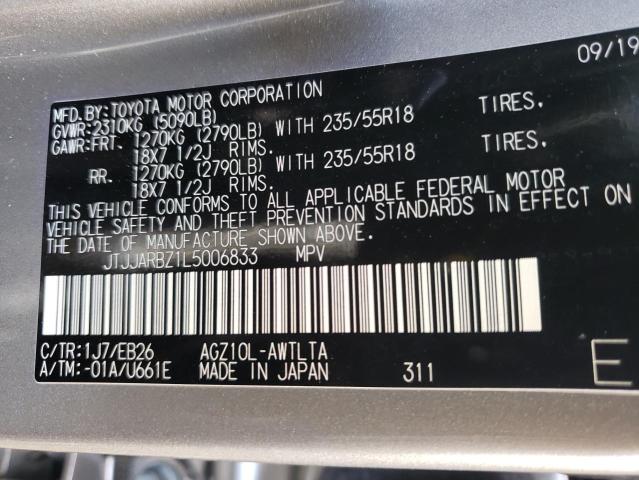 09/19
MFD.BY:TOYOTA MOTOR CORPORATION
GVWR:2310KG (5090LB)
GAWR:FRT. 1270KG (2790LB) WITH 235/55R18 TIRES,
18X7 1/2J RIMS.
RR. 1270KG (2790LB) WITH 235/55R18 TIRES,
18X7 1/2J RIMS.
THIS VEHICLE CONFORMS TO ALL APPLICABLE FEDERAL MOTOR
VEHICLE SAFETY AND THEFT PREVENTION STANDARDS IN EFFECT ON
THE DATE OF MANUFACTURE SHOWN ABOVE.
JTJJARBZ1L5006833 MPV
C/TR:1J7/EB26 AGZ10L-AWTLTA
A/TM:-01A/U661E MADE IN JAPAN 311 E